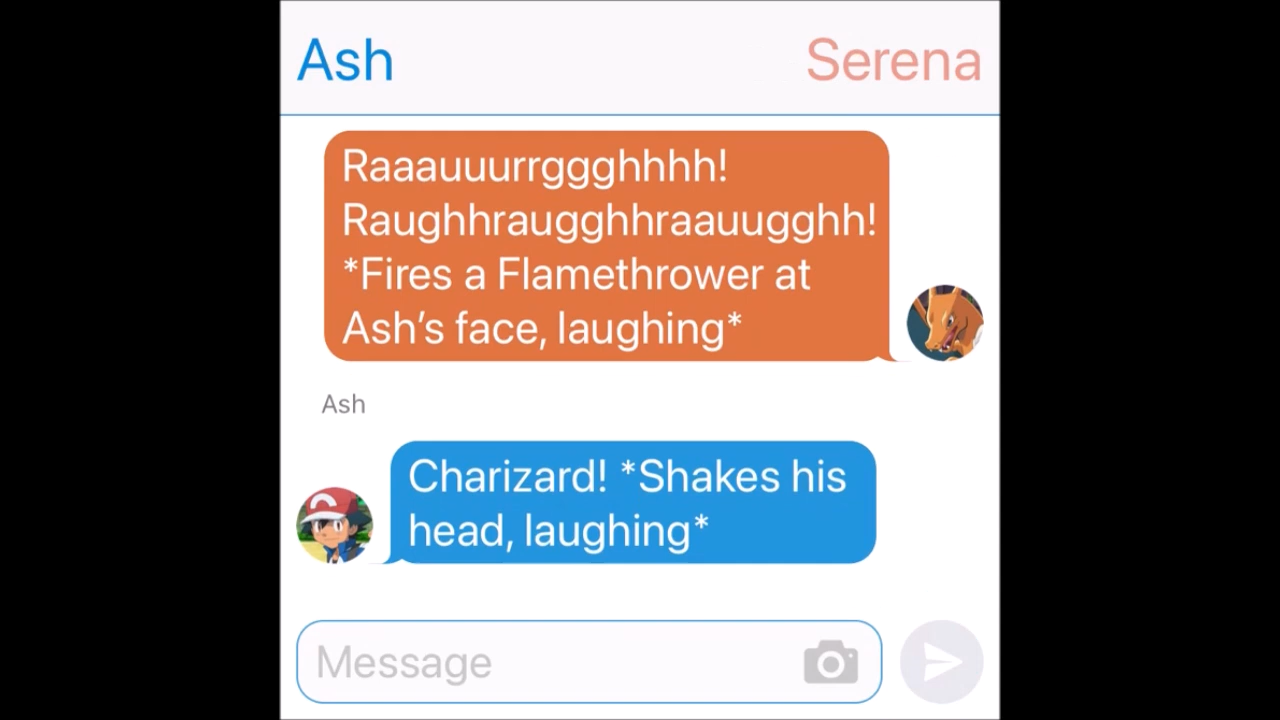 Ash Serena
Raaauuurrggghhhh!
Raughhraugghhraauugghh!
*Fires a Flamethrower at
Ash’s face, laughing*
Ash
Charizard! *Shakes his
head, laughing*
Message